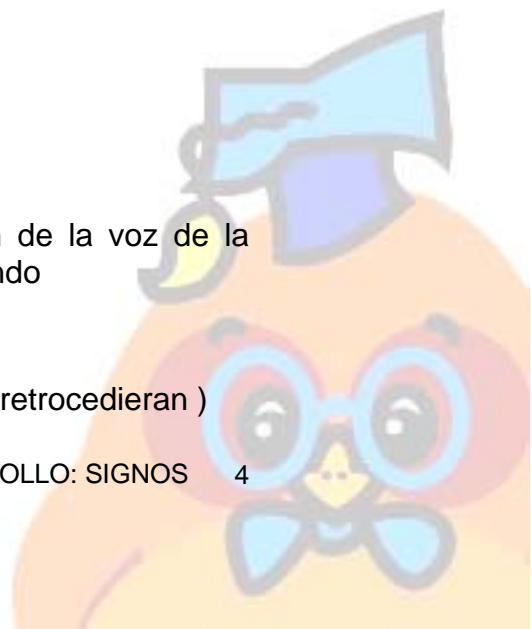 de la voz de la
ndo
retrocedieran )
OLLO: SIGNOS 4